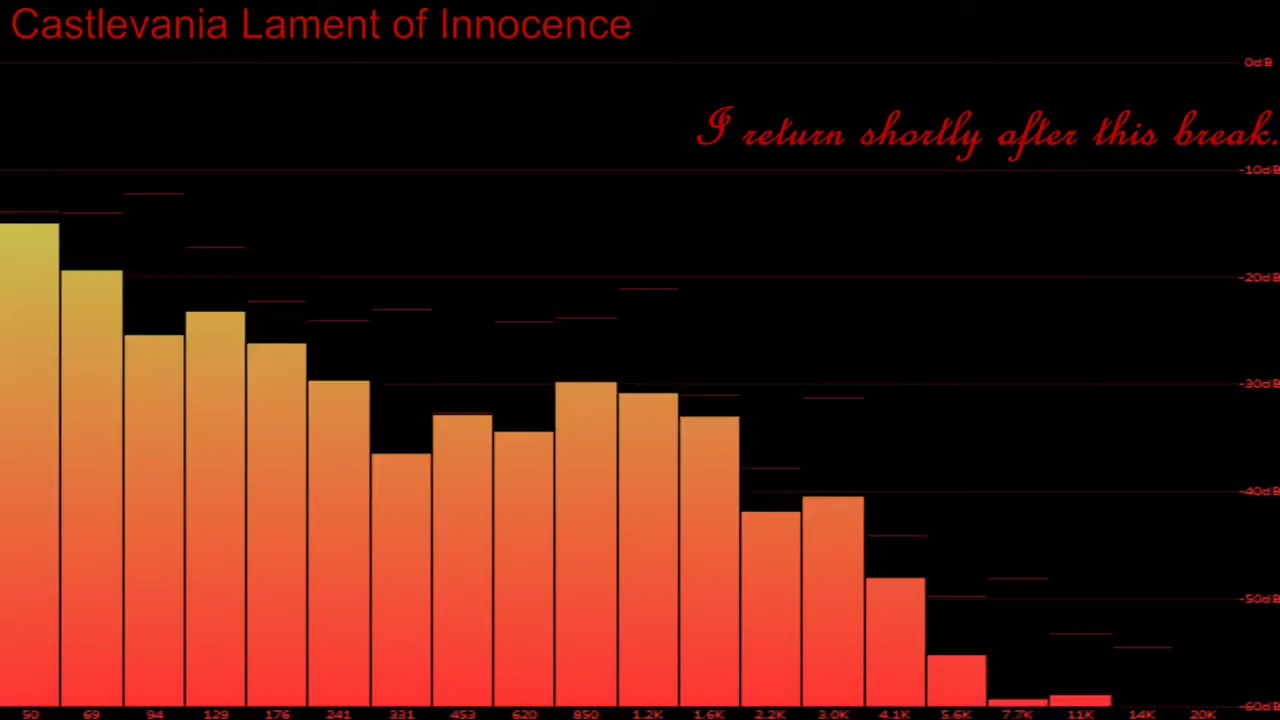 Castlevania Lament of Innocence
0dB
I return shortly after this break.
-10dB
-20dB
-30dB
-40dB
-50dB
-60dB
50 69 94 129 176 241 331 453 620 850 1.2K 1.6K 2.2K 3.0K 4.1K 5.6K 7.7K 11K 14K 20K